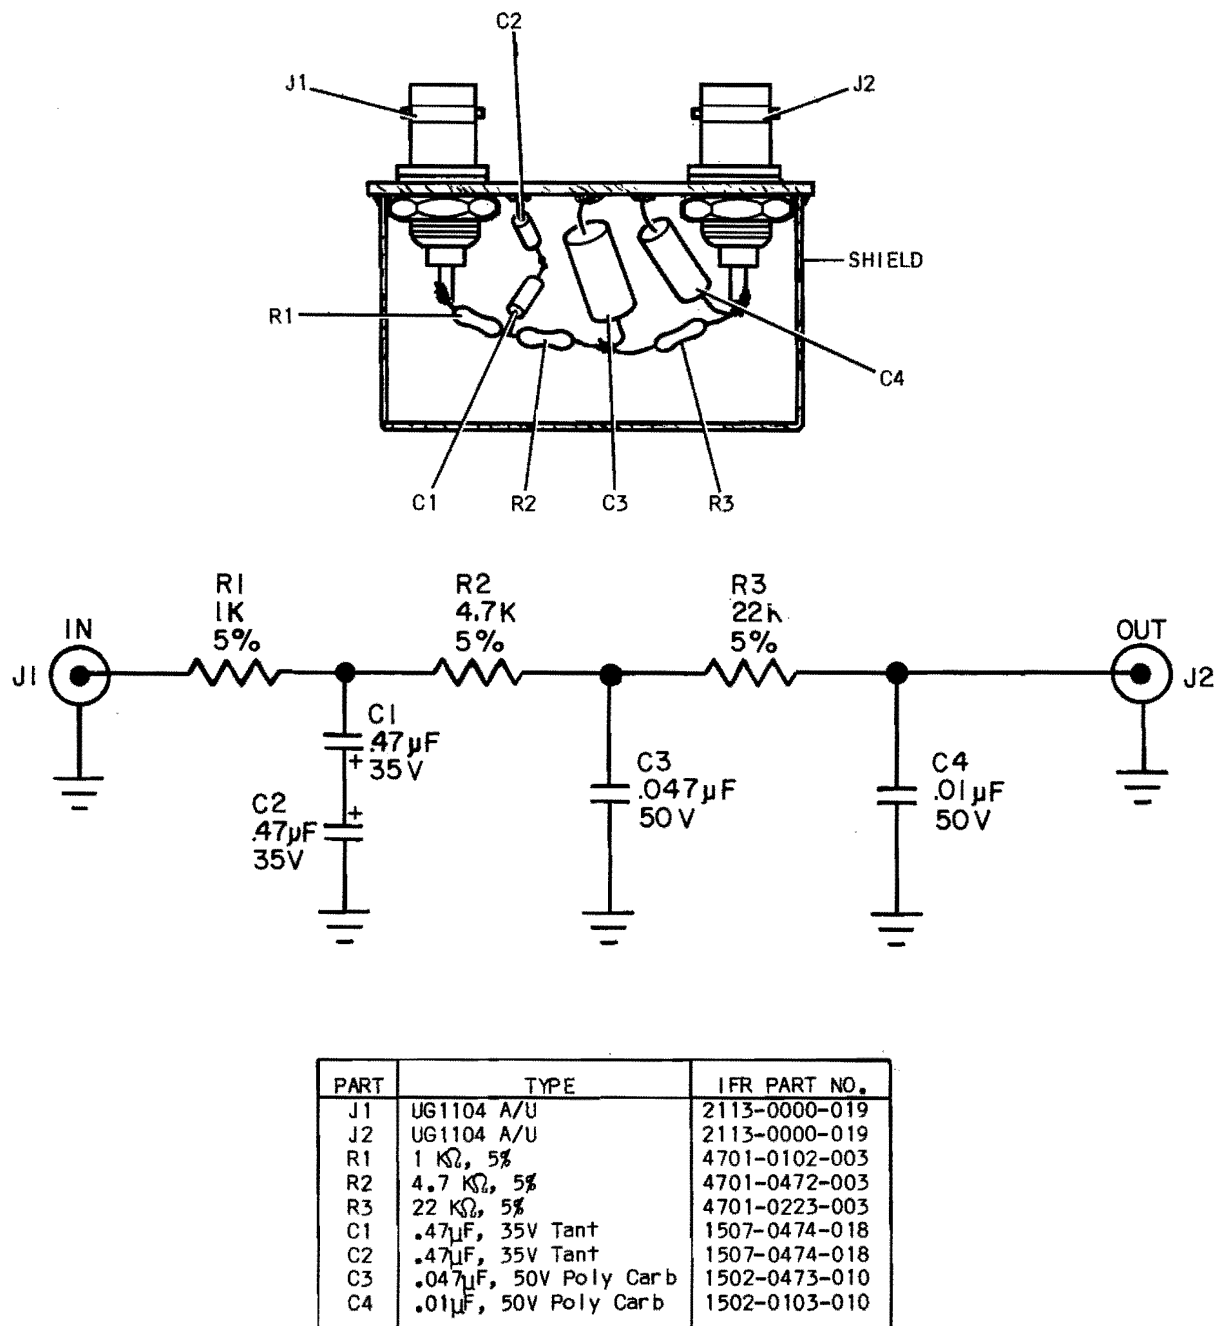 C2
J1
J2
SHIELD
R1
C4
C1
R2
C3
R3
R1
1K
5%
R2
4.7K
5%
R3
22K
5%
IN
J1
OUT
J2
C1
.47µF
+
35V
C2
+
.47µF
35V
C3
.047µF
50V
C4
.01µF
50V
PART TYPE IFR PART NO.
J1 UG1104 A/U 2113-0000-019
J2 UG1104 A/U 2113-0000-019
R1 1 KΩ, 5% 4701-0102-003
R2 4.7 KΩ, 5% 4701-0472-003
R3 22 KΩ, 5% 4701-0223-003
C1 .47µF, 35V Tant 1507-0474-018
C2 .47µF, 35V Tant 1507-0474-018
C3 .047µF, 50V Poly Carb 1502-0473-010
C4 .01µF, 50V Poly Carb 1502-0103-010